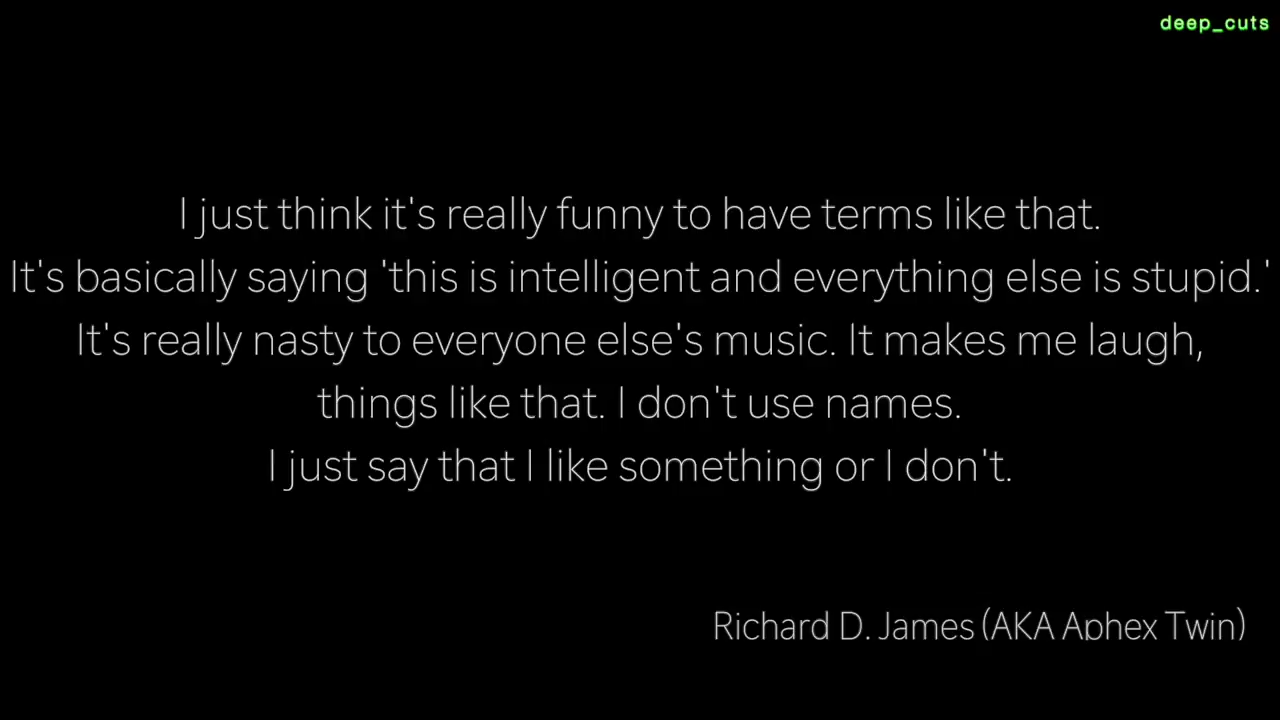 deep_cuts
I just think it's really funny to have terms like that.
It's basically saying 'this is intelligent and everything else is stupid.'
It's really nasty to everyone else's music. It makes me laugh,
things like that. I don't use names.
I just say that I like something or I don't.
Richard D. James (AKA Aphex Twin)